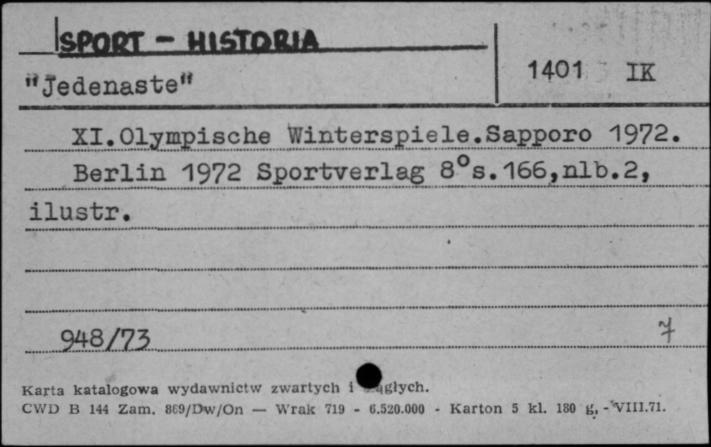 SPORT - HISTORIA
"Jedenaste"
1401 IK
XI.Olympische Winterspiele.Sapporo 1972.
Berlin 1972 Sportverlag 8°s.166,nlb.2,
ilustr.
948/73
7
Karta katalogowa wydawnictw zwartych i
CWD B 144 Zam. 869/Dw/On — Wrak 719 - 6.520.000 - Karton 5 kl. 180 g, - VIII.71.